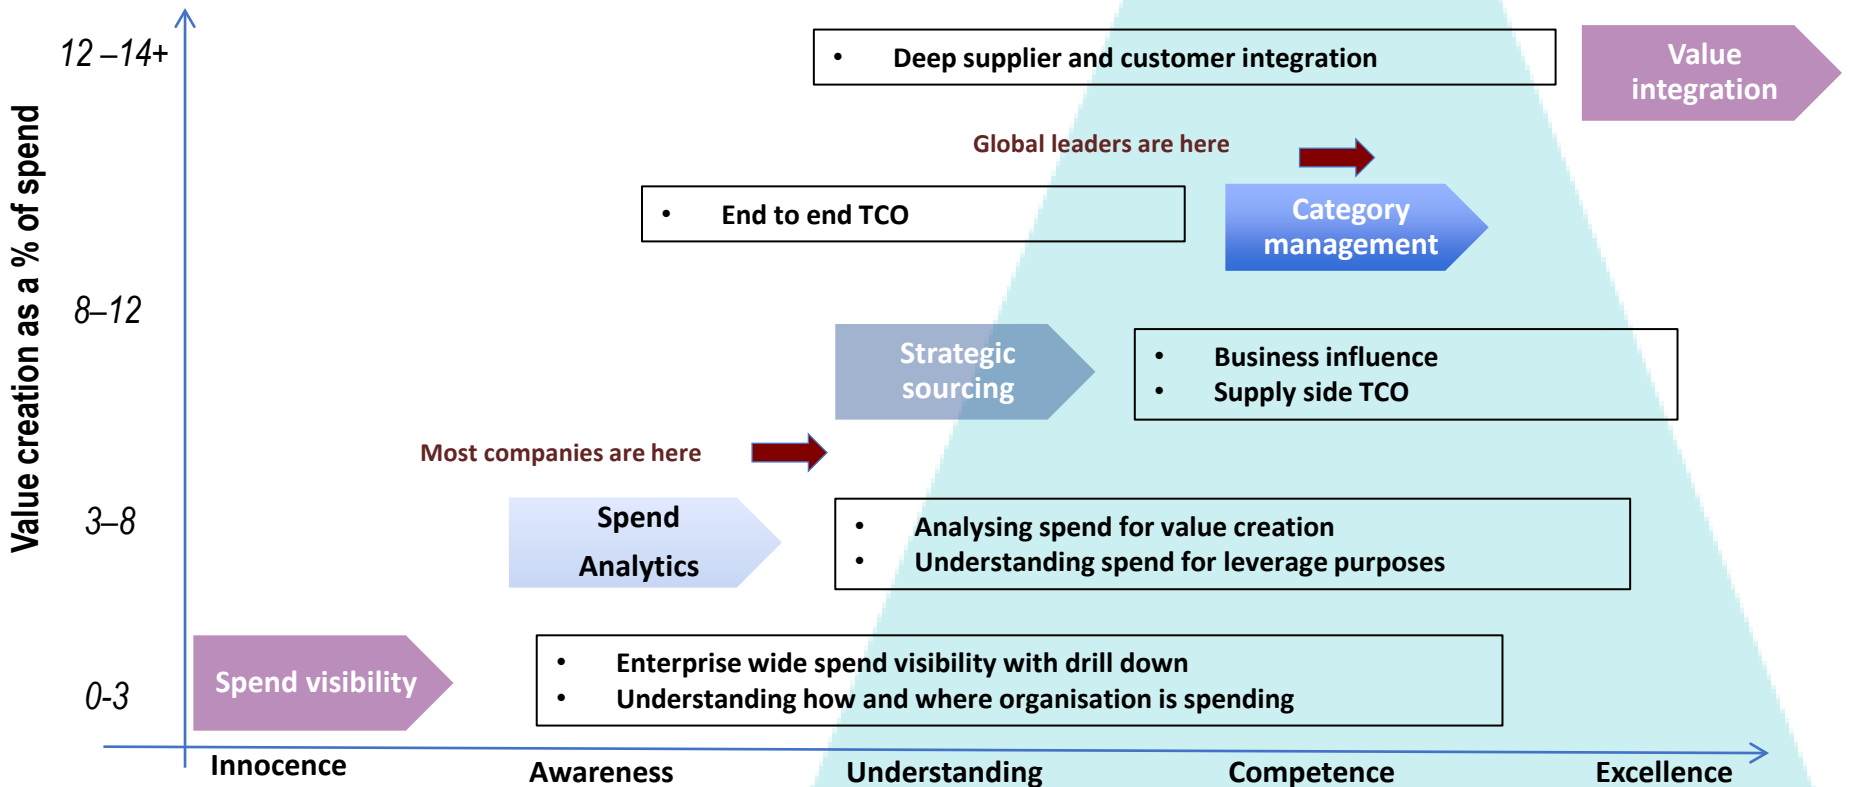 Value creation as a % of spend
12 –14+
• Deep supplier and customer integration
Value
integration
Global leaders are here
• End to end TCO
Category
management
8–12
Strategic
sourcing
• Business influence
• Supply side TCO
Most companies are here
3–8
Spend
Analytics
• Analysing spend for value creation
• Understanding spend for leverage purposes
0-3
Spend visibility
• Enterprise wide spend visibility with drill down
• Understanding how and where organisation is spending
Innocence
Awareness
Understanding
Competence
Excellence